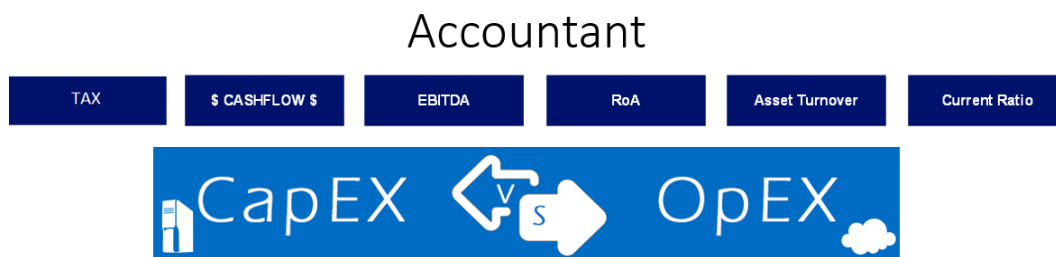 Accountant
TAX $ CASHFLOW $ EBITDA RoA Asset Turnover Current Ratio
CapEX V S OpEX